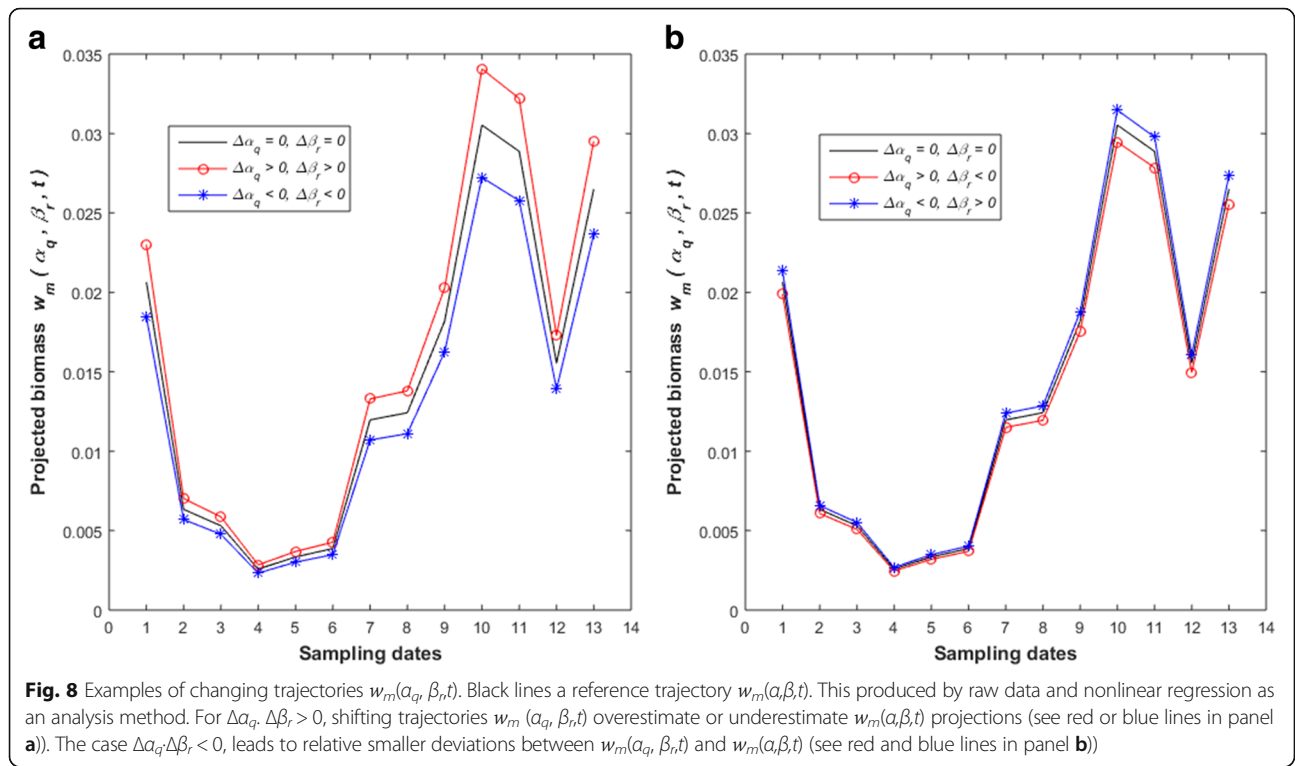 a
0.035
0.03
0.025
0.02
0.015
0.01
0.005
0
Projected biomass w_m ( α_q , β_r , t )
Δα_q = 0, Δβ_r = 0
Δα_q > 0, Δβ_r > 0
Δα_q < 0, Δβ_r < 0
0 1 2 3 4 5 6 7 8 9 10 11 12 13 14
Sampling dates
b
0.035
0.03
0.025
0.02
0.015
0.01
0.005
0
Projected biomass w_m ( α_q , β_r , t )
Δα_q = 0, Δβ_r = 0
Δα_q > 0, Δβ_r < 0
Δα_q < 0, Δβ_r > 0
0 1 2 3 4 5 6 7 8 9 10 11 12 13 14
Sampling dates
Fig. 8 Examples of changing trajectories w_m(α_q, β_r,t). Black lines a reference trajectory w_m(α,β,t). This produced by raw data and nonlinear regression as
an analysis method. For Δα_q. Δβ_r > 0, shifting trajectories w_m (α_q, β_r,t) overestimate or underestimate w_m(α,β,t) projections (see red or blue lines in panel
a)). The case Δα_q·Δβ_r < 0, leads to relative smaller deviations between w_m(α_q, β_r,t) and w_m(α,β,t) (see red and blue lines in panel b))